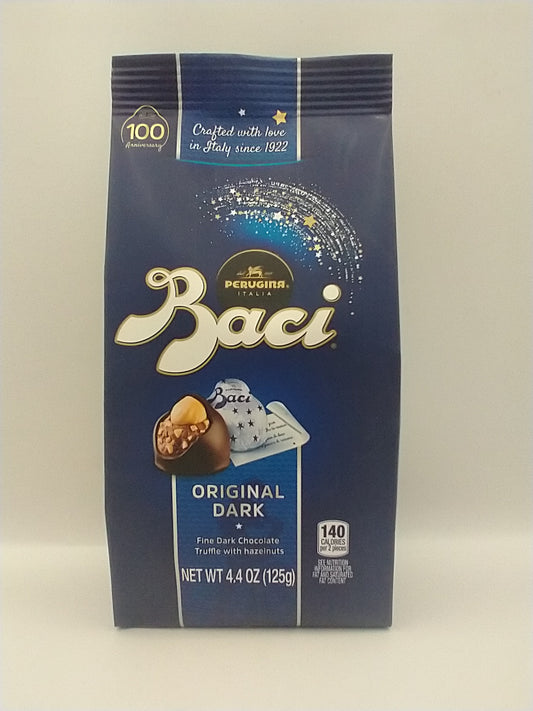 100
Anniversary
Crafted with love
in Italy since 1922
PERUGINA®
ITALIA
Baci®
Baci
ORIGINAL
DARK
Fine Dark Chocolate
Truffle with hazelnuts
NET WT 4.4 OZ (125g)
140
CALORIES
per 2 pieces
SEE NUTRITION
INFORMATION FOR
FAT AND SATURATED
FAT CONTENT